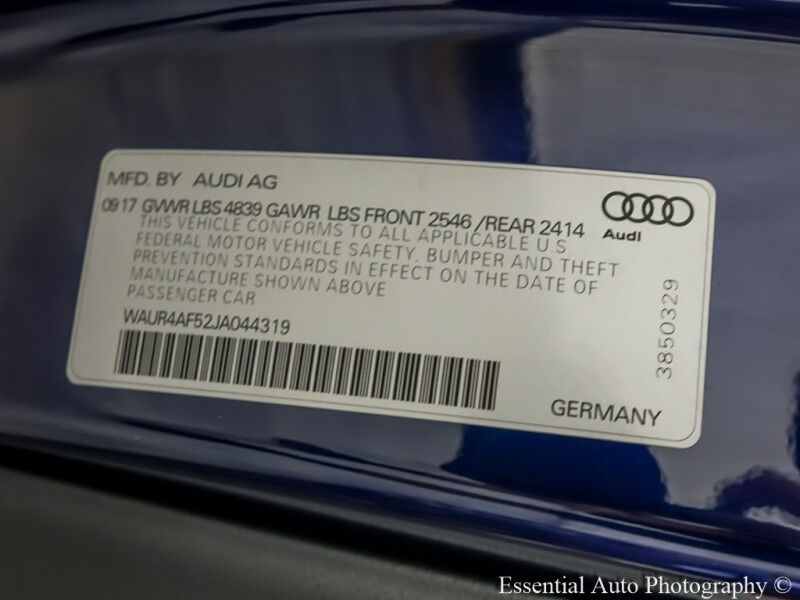 MFD. BY AUDI AG
09 17 GVWR LBS 4839 GAWR LBS FRONT 2546 /REAR 2414
THIS VEHICLE CONFORMS TO ALL APPLICABLE U.S
FEDERAL MOTOR VEHICLE SAFETY, BUMPER AND THEFT
PREVENTION STANDARDS IN EFFECT ON THE DATE OF
MANUFACTURE SHOWN ABOVE
PASSENGER CAR
WAUR4AF52JA044319
Audi
3850329
GERMANY
Essential Auto Photography ©